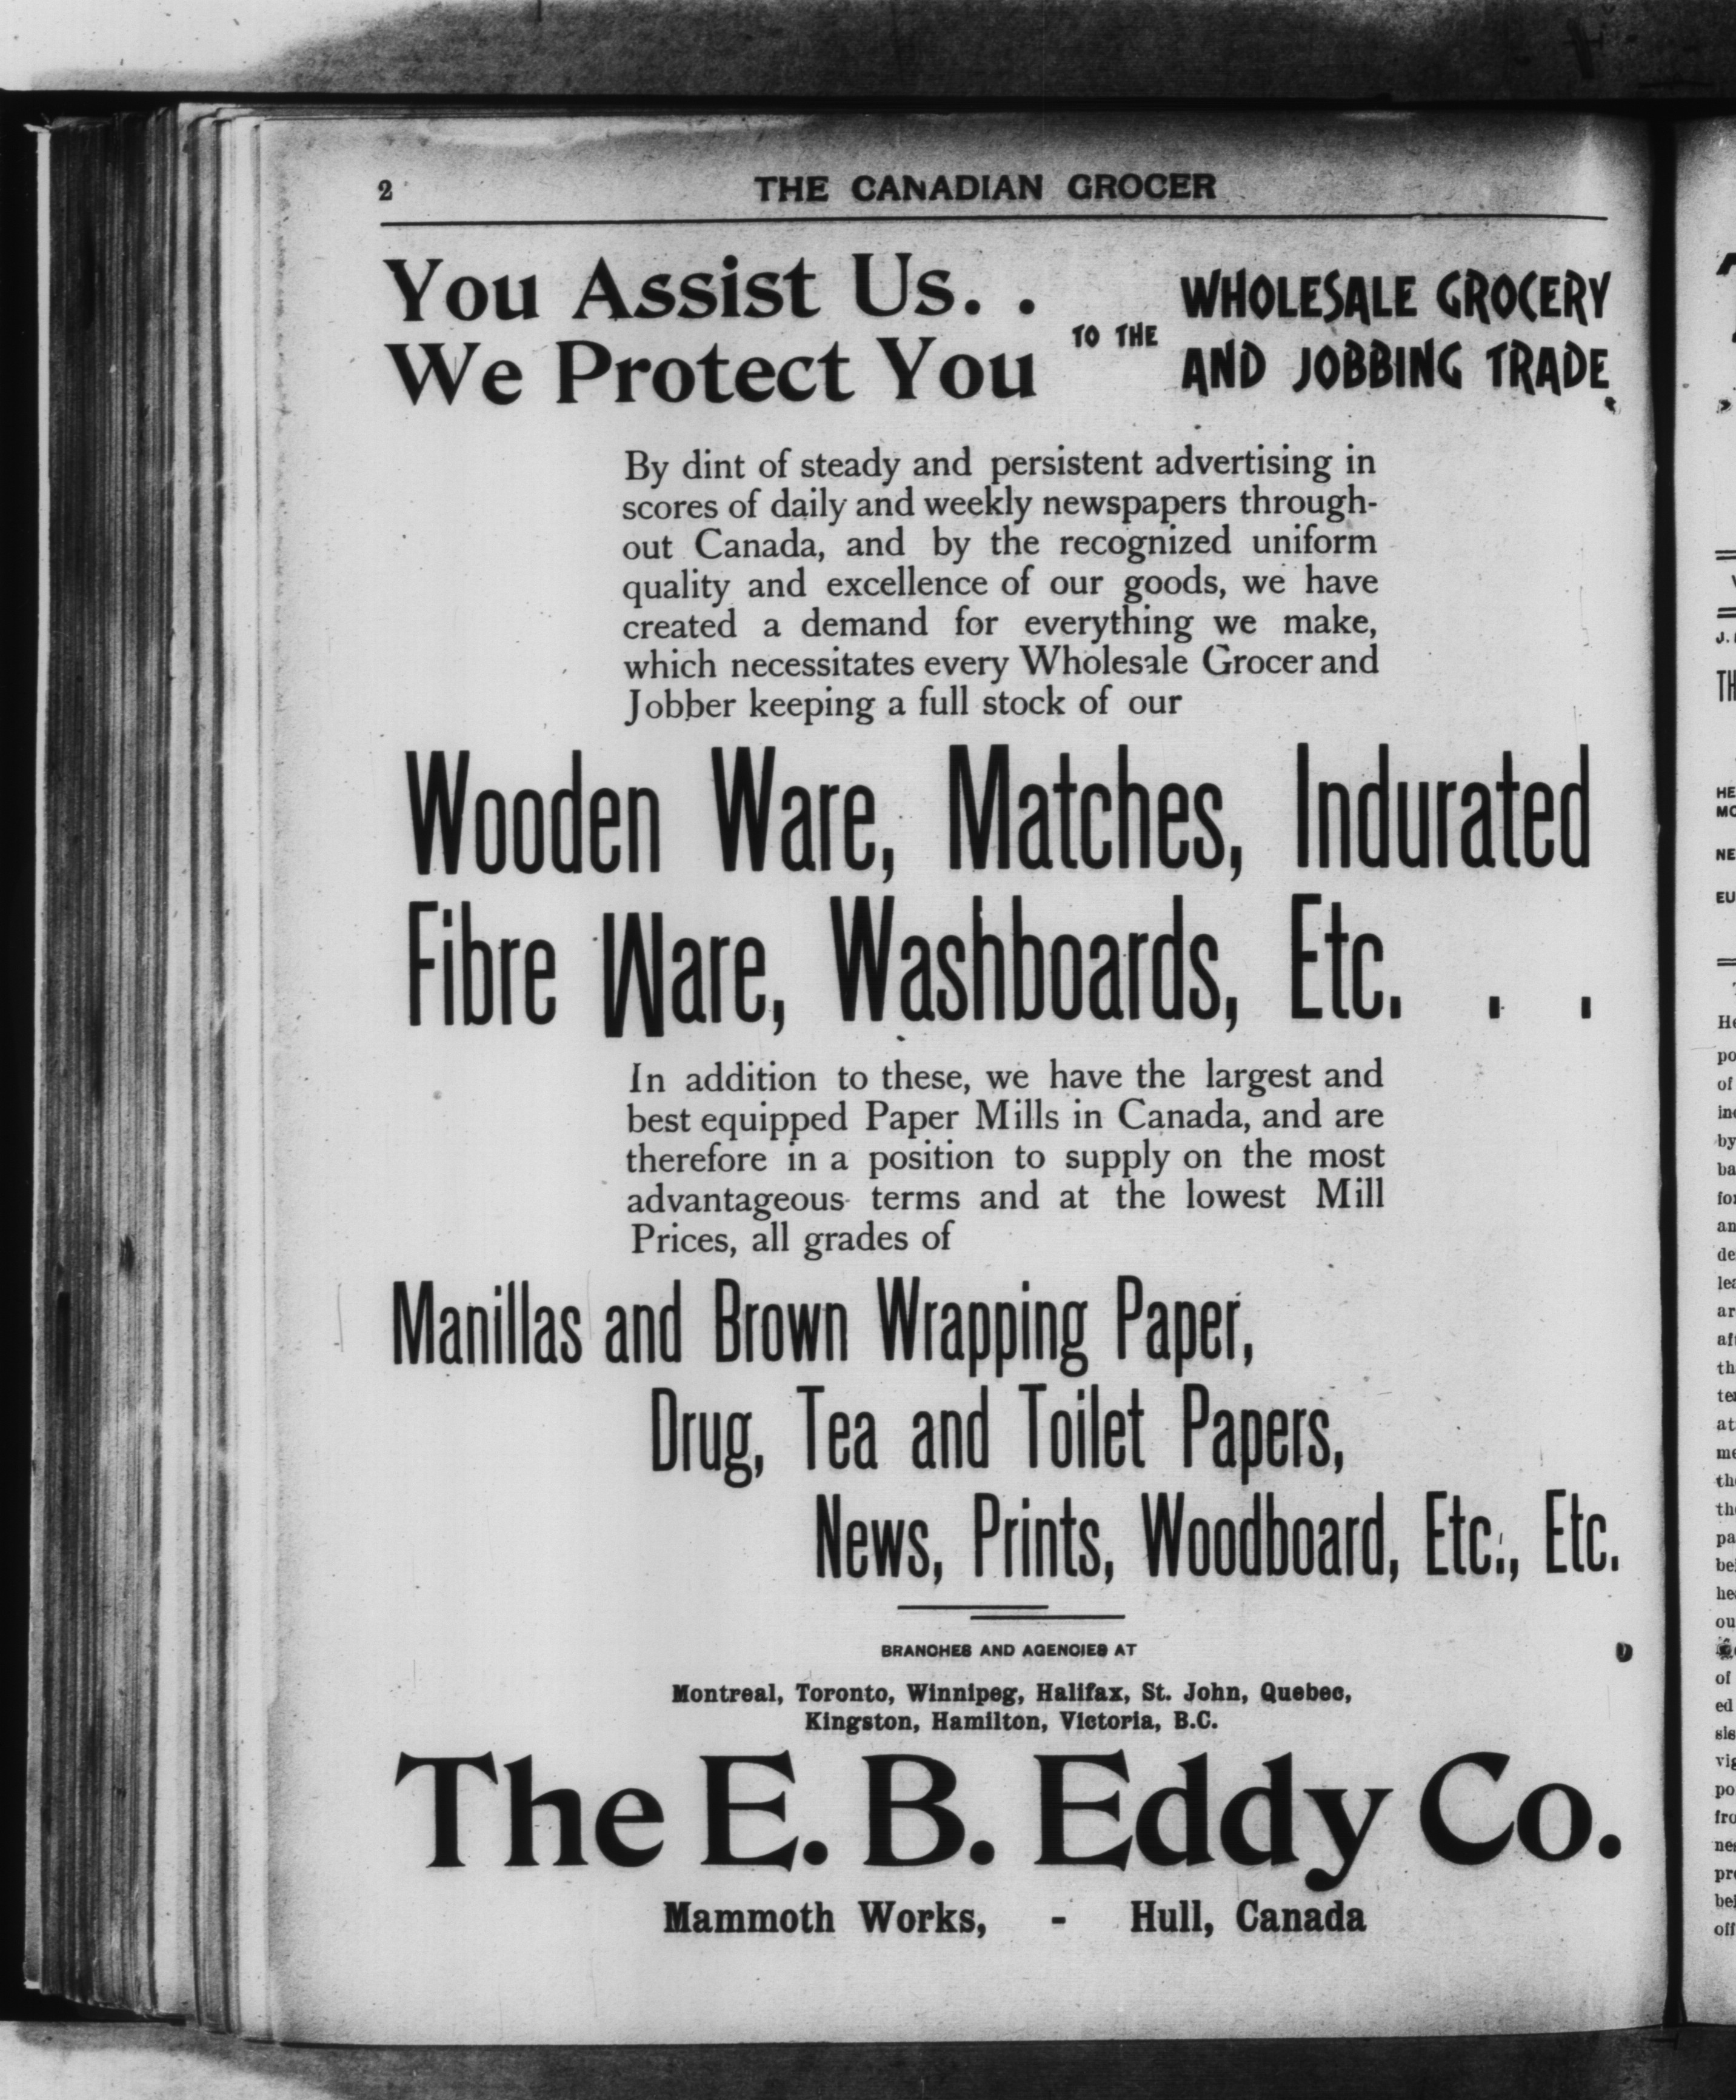 2
THE CANADIAN GROCER
You Assist Us. .
We Protect You
TO THE
WHOLESALE GROCERY
AND JOBBING TRADE
By dint of steady and persistent advertising in
scores of daily and weekly newspapers through-
out Canada, and by the recognized uniform
quality and excellence of our goods, we have
created a demand for everything we make,
which necessitates every Wholesale Grocer and
Jobber keeping a full stock of our
Wooden Ware, Matches, Indurated
Fibre Ware, Washboards, Etc. . .
In addition to these, we have the largest and
best equipped Paper Mills in Canada, and are
therefore in a position to supply on the most
advantageous terms and at the lowest Mill
Prices, all grades of
Manillas and Brown Wrapping Paper,
Drug, Tea and Toilet Papers,
News, Prints, Woodboard, Etc., Etc.
BRANCHES AND AGENCIES AT
Montreal, Toronto, Winnipeg, Halifax, St. John, Quebec,
Kingston, Hamilton, Victoria, B.C.
The E. B. Eddy Co.
Mammoth Works, - Hull, Canada